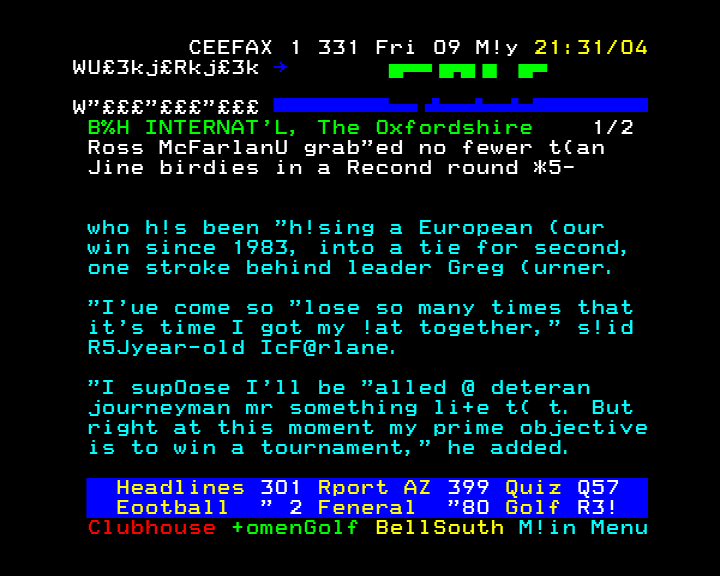 CEEFAX 1 331 Fri 09 M!y 21:31/04
WU£3kj£Rkj£3k →
W”£££”£££”£££
B%H INTERNAT'L, The Oxfordshire 1/2
Ross McFarlanU grab”ed no fewer t(an
Jine birdies in a Recond round *5-
who h!s been ”h!sing a European (our
win since 1983, into a tie for second,
one stroke behind leader Greg (urner.
”I'ue come so ”lose so many times that
it's time I got my !at together,” s!id
R5Jyear-old IcF@rlane.
”I supOose I'll be ”alled @ deteran
journeyman mr something li+e t( t. But
right at this moment my prime objective
is to win a tournament,” he added.
Headlines 301 Rport AZ 399 Quiz Q57
Eootball ” 2 Feneral ”80 Golf R3!
Clubhouse +omenGolf BellSouth M!in Menu